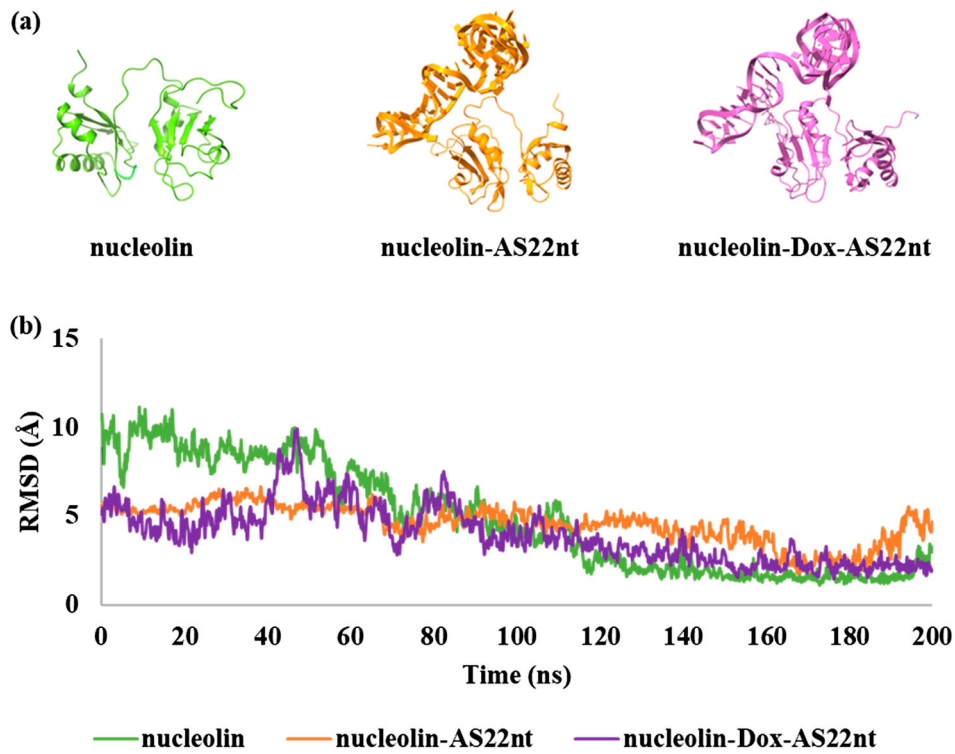 (a)
nucleolin nucleolin-AS22nt nucleolin-Dox-AS22nt
(b)
15
10
5
0
RMSD (Å)
0 20 40 60 80 100 120 140 160 180 200
Time (ns)
nucleolin nucleolin-AS22nt nucleolin-Dox-AS22nt